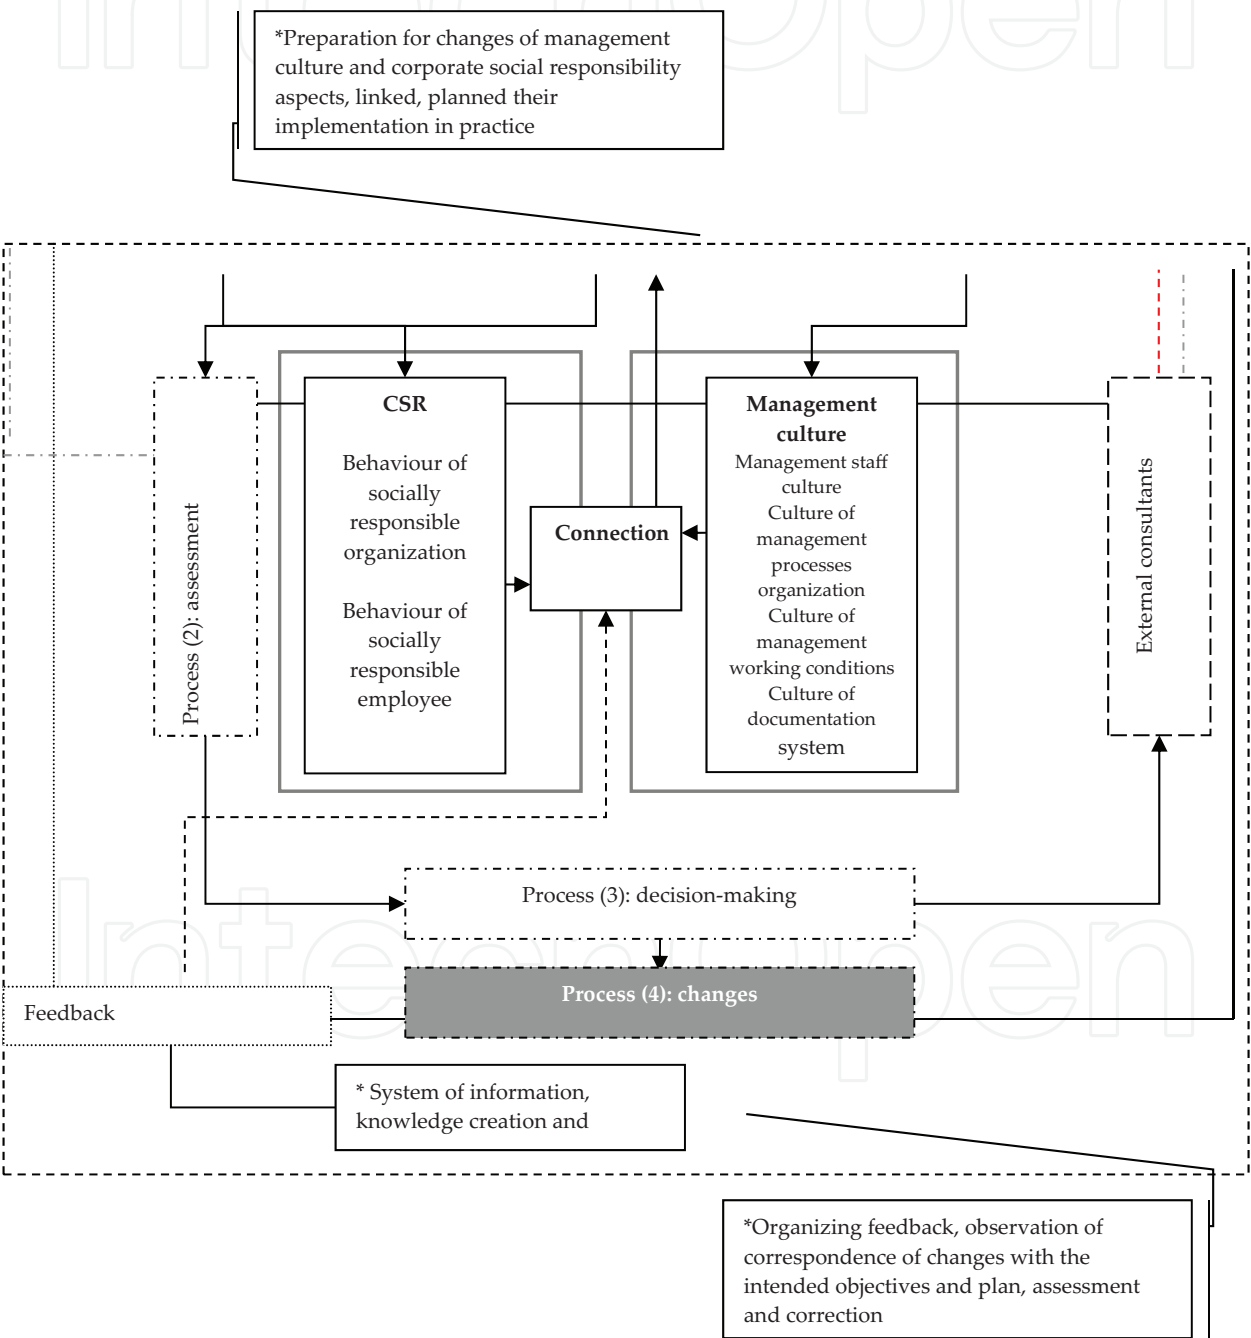 *Preparation for changes of management
culture and corporate social responsibility
aspects, linked, planned their
implementation in practice
CSR
Behaviour of
socially
responsible
organization
Behaviour of
socially
responsible
employee
Connection
Management
culture
Management staff
culture
Culture of
management
processes
organization
Culture of
management
working conditions
Culture of
documentation
system
Process (2): assessment
External consultants
Process (3): decision-making
Process (4): changes
Feedback
* System of information,
knowledge creation and
*Organizing feedback, observation of
correspondence of changes with the
intended objectives and plan, assessment
and correction
IntechOpen
IntechOpen